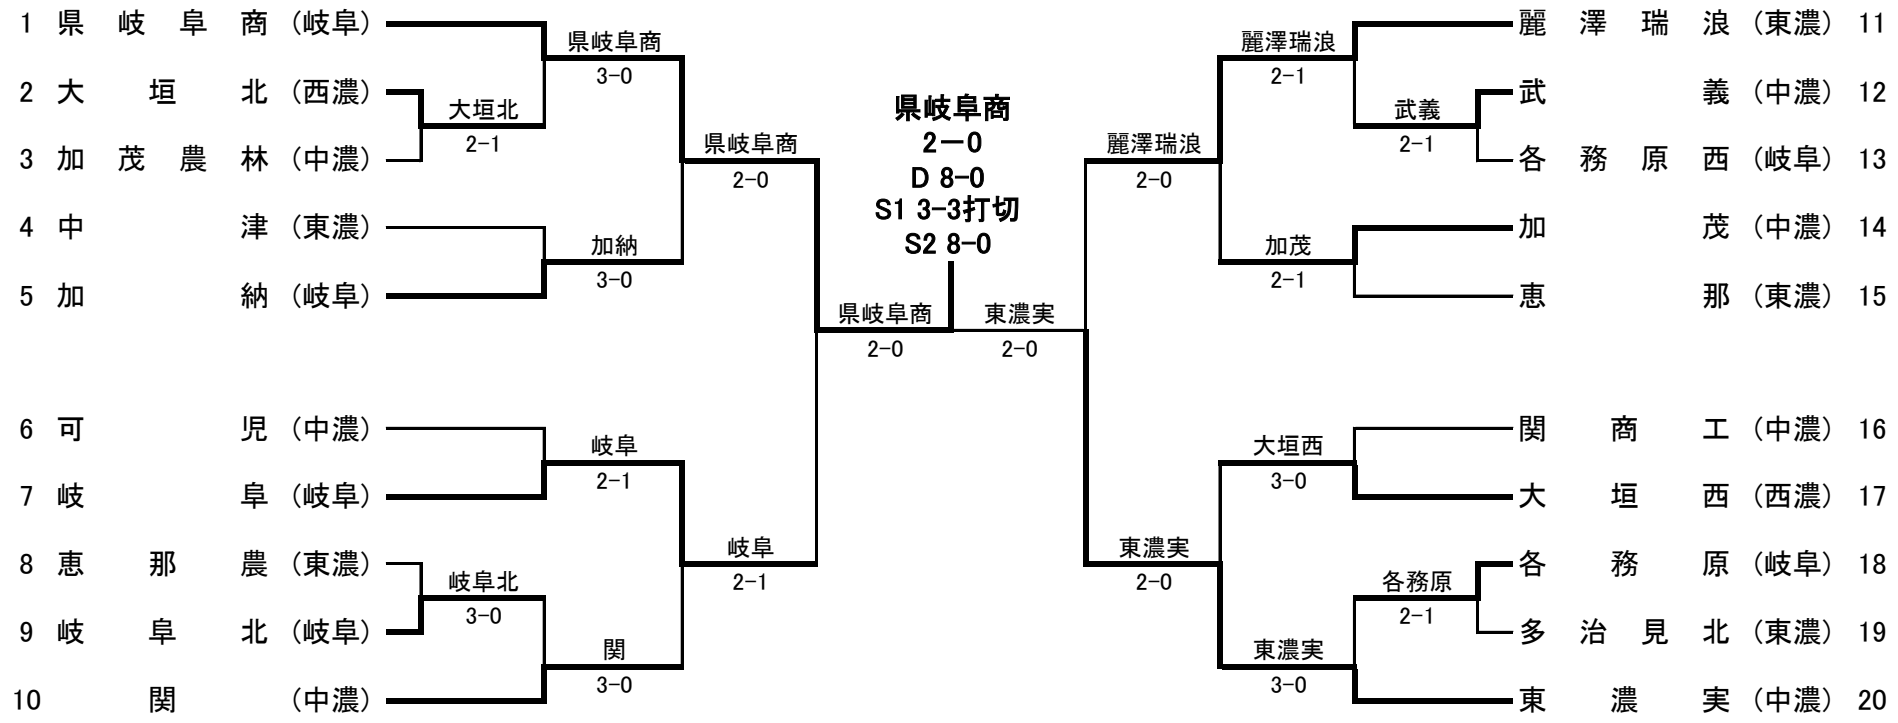 1 県岐阜商 (岐阜)
2 大垣北 (西濃)
3 加茂農林 (中濃)
4 中津 (東濃)
5 加納 (岐阜)
6 可児 (中濃)
7 岐阜 (岐阜)
8 恵那農 (東濃)
9 岐阜北 (岐阜)
10 関 (中濃)
大垣北
2-1
岐阜北
3-0
県岐阜商
3-0
加納
3-0
岐阜
2-1
関
3-0
県岐阜商
2-0
岐阜
2-1
県岐阜商
2-0
県岐阜商
2－0
D 8-0
S1 3-3打切
S2 8-0
東濃実
2-0
麗澤瑞浪
2-0
東濃実
2-0
麗澤瑞浪
2-1
加茂
2-1
大垣西
3-0
東濃実
3-0
武義
2-1
各務原
2-1
麗澤瑞浪 (東濃) 11
武義 (中濃) 12
各務原西 (岐阜) 13
加茂 (中濃) 14
恵那 (東濃) 15
関商工 (中濃) 16
大垣西 (西濃) 17
各務原 (岐阜) 18
多治見北 (東濃) 19
東濃実 (中濃) 20